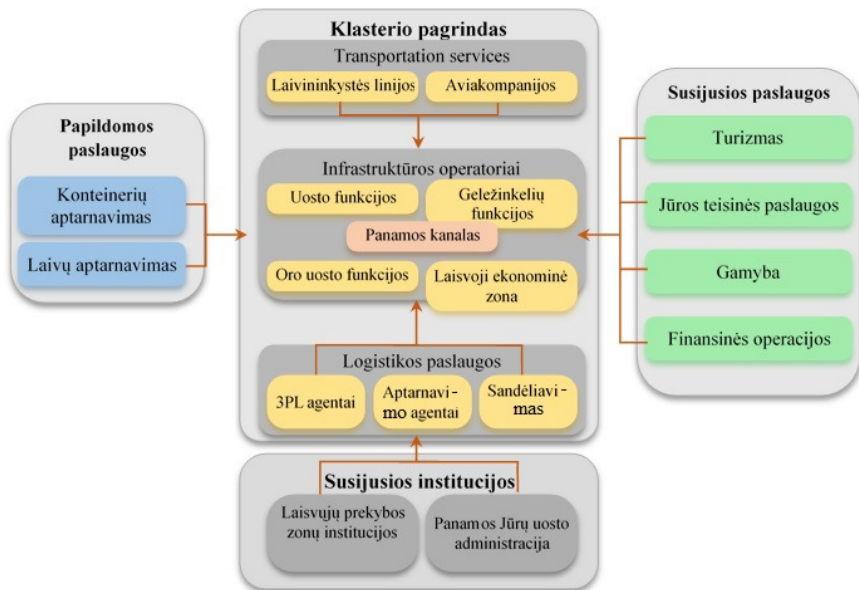 Klasterio pagrindas
Transportation services
Laivininkystės linijos
Aviakompanijos
Papildomos
paslaugos
Konteinerių
aptarnavimas
Laivų aptarnavimas
Infrastruktūros operatoriai
Uosto funkcijos
Geležinkelių
funkcijos
Panamos kanalas
Oro uosto funkcijos
Laisvoji ekonominė
zona
Logistikos paslaugos
3PL agentai
Aptarnavi-
mo agentai
Sandėliavi-
mas
Susijusios institucijos
Laisvųjų prekybos
zonų institucijos
Panamos Jūrų uosto
administracija
Susijusios paslaugos
Turizmas
Jūros teisinės paslaugos
Gamyba
Finansinės operacijos